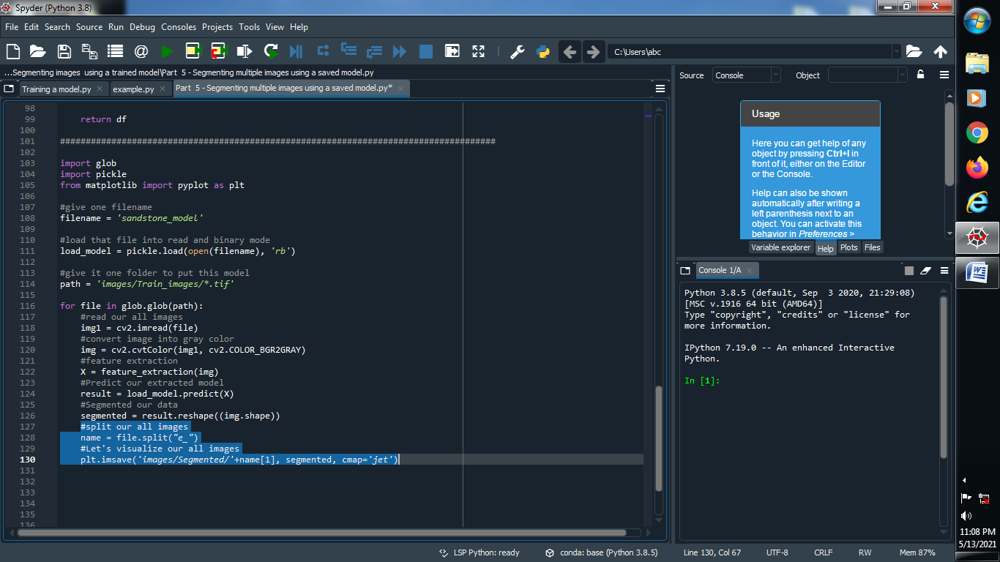 Spyder (Python 3.8)
File Edit Search Source Run Debug Consoles Projects Tools View Help
C:\Users\abc
...Segmenting images  using a trained model\Part  5 - Segmenting multiple images using a saved model.py
Training a model.py
example.py
Part  5 - Segmenting multiple images using a saved model.py*
98
99     return df
100
101 #####################################################################################
102
103 import glob
104 import pickle
105 from matplotlib import pyplot as plt
106
107 #give one filename
108 filename = 'sandstone_model'
109
110 #load that file into read and binary mode
111 load_model = pickle.load(open(filename), 'rb')
112
113 #give it one folder to put this model
114 path = 'images/Train_images/*.tif'
115
116 for file in glob.glob(path):
117     #read our all images
118     img1 = cv2.imread(file)
119     #convert image into gray color
120     img = cv2.cvtColor(img1, cv2.COLOR_BGR2GRAY)
121     #feature extraction
122     X = feature_extraction(img)
123     #Predict our extracted model
124     result = load_model.predict(X)
125     #Segmented our data
126     segmented = result.reshape((img.shape))
127     #split our all images
128     name = file.split("e_")
129     #Let's visualize our all images
130     plt.imsave('images/Segmented/'+name[1], segmented, cmap='jet')
131
132
133
134
135
136
Source Console Object
Usage
Here you can get help of any
object by pressing Ctrl+I in
front of it, either on the Editor
or the Console.
Help can also be shown
automatically after writing a
left parenthesis next to an
object. You can activate this
behavior in Preferences >
Variable explorer Help Plots Files
Console 1/A
Python 3.8.5 (default, Sep  3 2020, 21:29:08)
[MSC v.1916 64 bit (AMD64)]
Type "copyright", "credits" or "license" for
more information.
IPython 7.19.0 -- An enhanced Interactive
Python.
In [1]:
LSP Python: ready conda: base (Python 3.8.5) Line 130, Col 67 UTF-8 CRLF RW Mem 87%
11:08 PM
5/13/2021